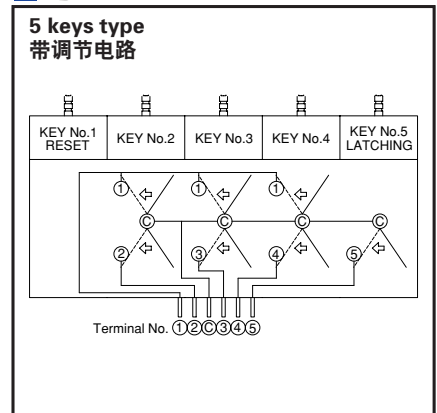 5 keys type
带调节电路
KEY No.1 RESET
KEY No.2
KEY No.3
KEY No.4
KEY No.5 LATCHING
① ① ①
Ⓒ Ⓒ Ⓒ Ⓒ
② ③ ④ ⑤
Terminal No. ①②Ⓒ③④⑤